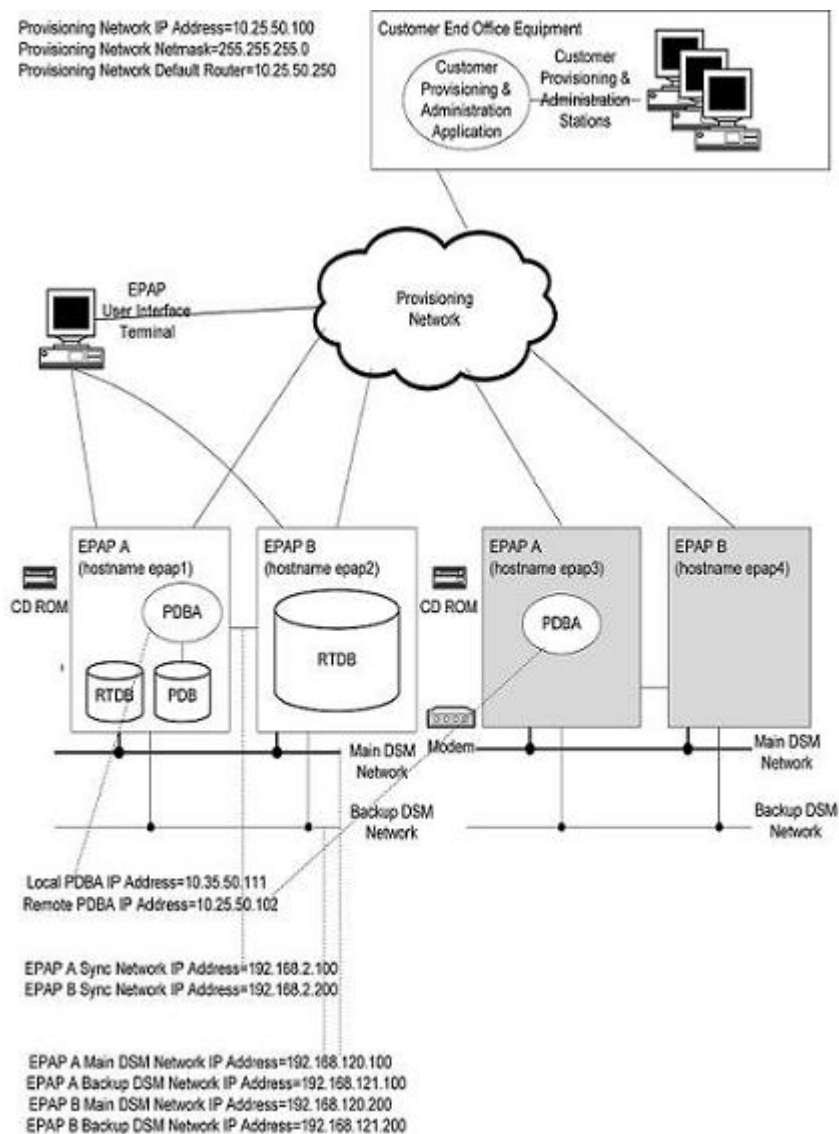 Provisioning Network IP Address=10.25.50.100
Provisioning Network Netmask=255.255.255.0
Provisioning Network Default Router=10.25.50.250
Customer End Office Equipment
Customer
Provisioning &
Administration
Application
Customer
Provisioning &
Administration
Stations
EPAP
User Interface
Terminal
Provisioning
Network
EPAP A
(hostname epap1)
EPAP B
(hostname epap2)
EPAP A
(hostname epap3)
EPAP B
(hostname epap4)
CD ROM
PDBA
RTDB
PDB
RTDB
CD ROM
PDBA
Main DSM
Network
Modem
Main DSM
Network
Backup DSM
Network
Backup DSM
Network
Local PDBA IP Address=10.35.50.111
Remote PDBA IP Address=10.25.50.102
EPAP A Sync Network IP Address=192.168.2.100
EPAP B Sync Network IP Address=192.168.2.200
EPAP A Main DSM Network IP Address=192.168.120.100
EPAP A Backup DSM Network IP Address=192.168.121.100
EPAP B Main DSM Network IP Address=192.168.120.200
EPAP B Backup DSM Network IP Address=192.168.121.200